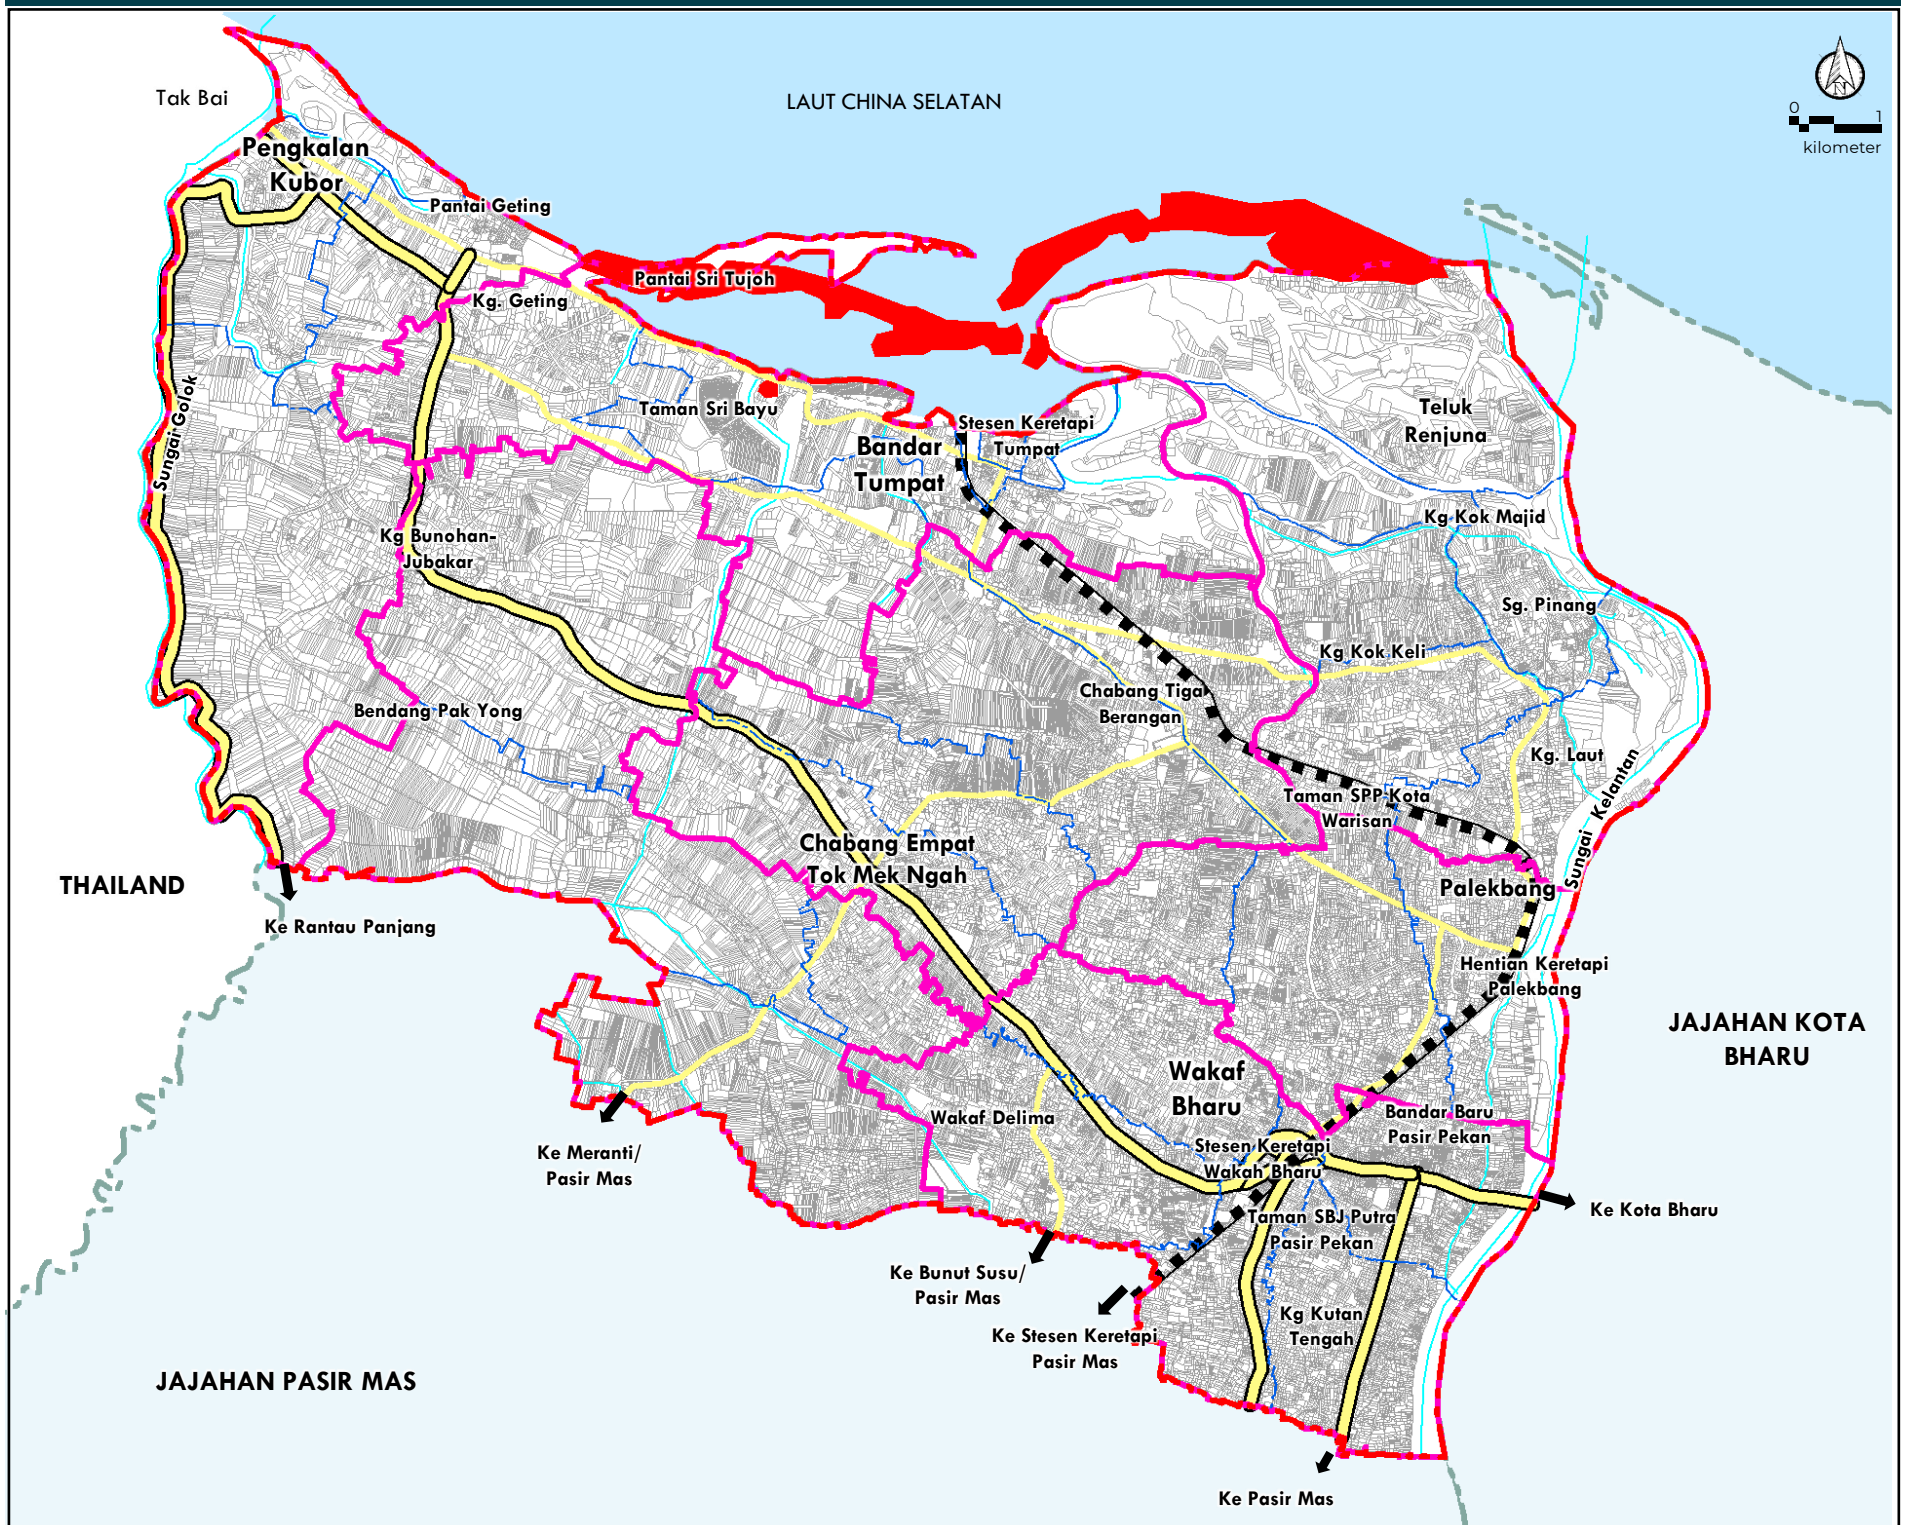 Tak Bai
LAUT CHINA SELATAN
N
0
1
kilometer
Pengkalan
Kubor
Pantai Geting
Pantai Sri Tujoh
Kg. Geting
Sungai Golok
Taman Sri Bayu
Stesen Keretapi
Tumpat
Bandar
Tumpat
Teluk
Renjuna
Kg Kok Majid
Kg Bunohan-
Jubakar
Sg. Pinang
Kg Kok Keli
Chabang Tiga
Berangan
Bendang Pak Yong
Kg. Laut
Sungai Kelantan
Taman SPP Kota
Warisan
Chabang Empat
Tok Mek Ngah
THAILAND
Palekbang
Ke Rantau Panjang
Hentian Keretapi
Palekbang
JAJAHAN KOTA
BHARU
Wakaf
Bharu
Wakaf Delima
Bandar Baru
Pasir Pekan
Ke Meranti/
Pasir Mas
Stesen Keretapi
Wakah Bharu
Ke Kota Bharu
Taman SBJ Putra
Pasir Pekan
Ke Bunut Susu/
Pasir Mas
Kg Kutan
Tengah
Ke Stesen Keretapi
Pasir Mas
JAJAHAN PASIR MAS
Ke Pasir Mas